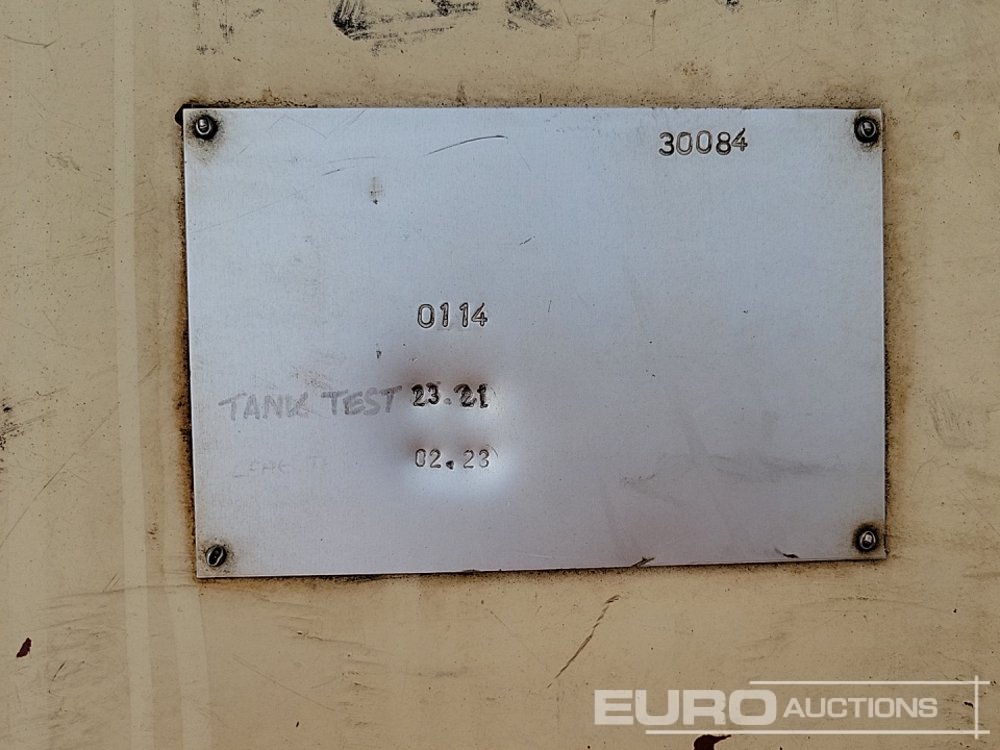 30084
0114
TANK TEST 23.21
02.23
EURO AUCTIONS